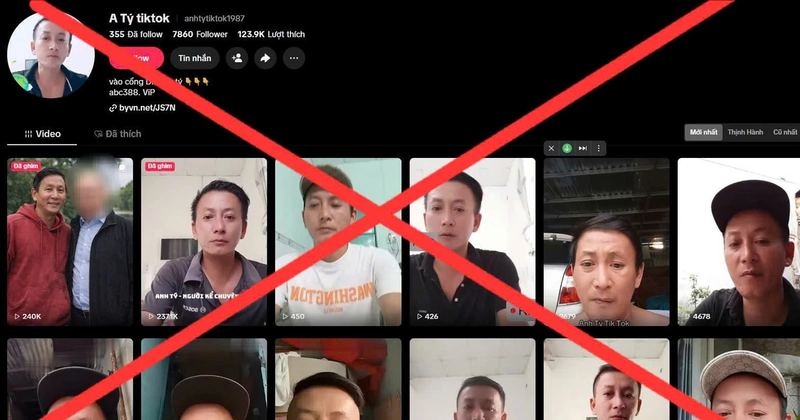 A Tý tiktok anhtytiktok1987
355 Đã follow 7860 Follower 123.9K Lượt thích
Tin nhắn
vào cổng
abc388. ViP
byvn.net/JS7N
Video Đã thích
Mới nhất Thịnh Hành Cũ nhất
Đã ghim
Đã ghim
WASHINGTON
ANH TÝ - NGƯỜI KỂ CHUYỆN
Anh Ty Tik Tok
240K
450
426
4678